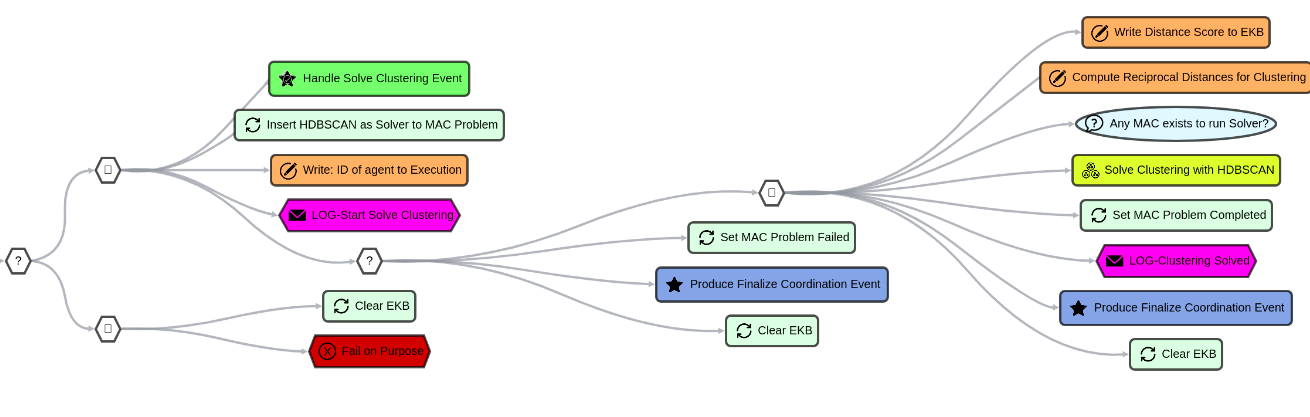 ?
Handle Solve Clustering Event
Insert HDBSCAN as Solver to MAC Problem
Write: ID of agent to Execution
LOG-Start Solve Clustering
?
Clear EKB
Fail on Purpose
Set MAC Problem Failed
Produce Finalize Coordination Event
Clear EKB
Write Distance Score to EKB
Compute Reciprocal Distances for Clustering
Any MAC exists to run Solver?
Solve Clustering with HDBSCAN
Set MAC Problem Completed
LOG-Clustering Solved
Produce Finalize Coordination Event
Clear EKB